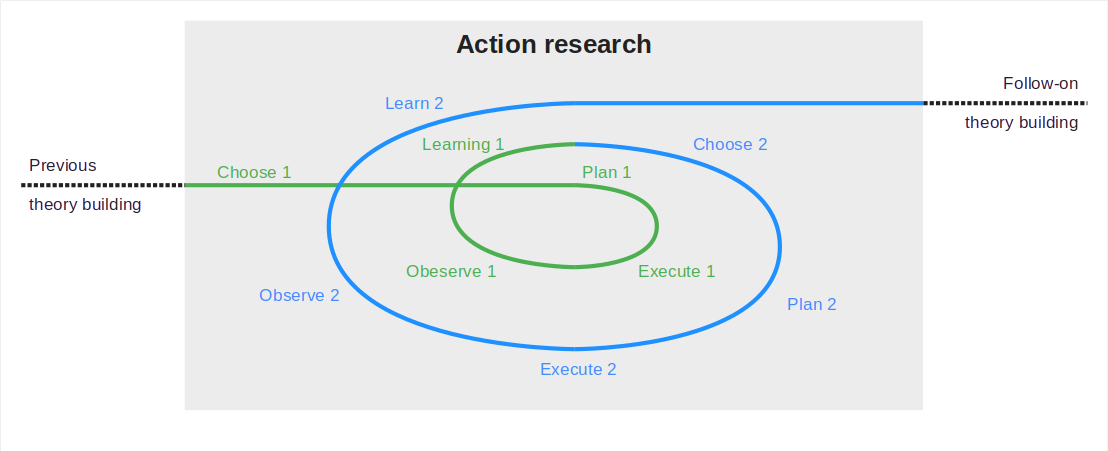 Action research
Follow-on
theory building
Learn 2
Learning 1
Choose 2
Previous
theory building
Choose 1
Plan 1
Obeserve 1
Execute 1
Observe 2
Plan 2
Execute 2